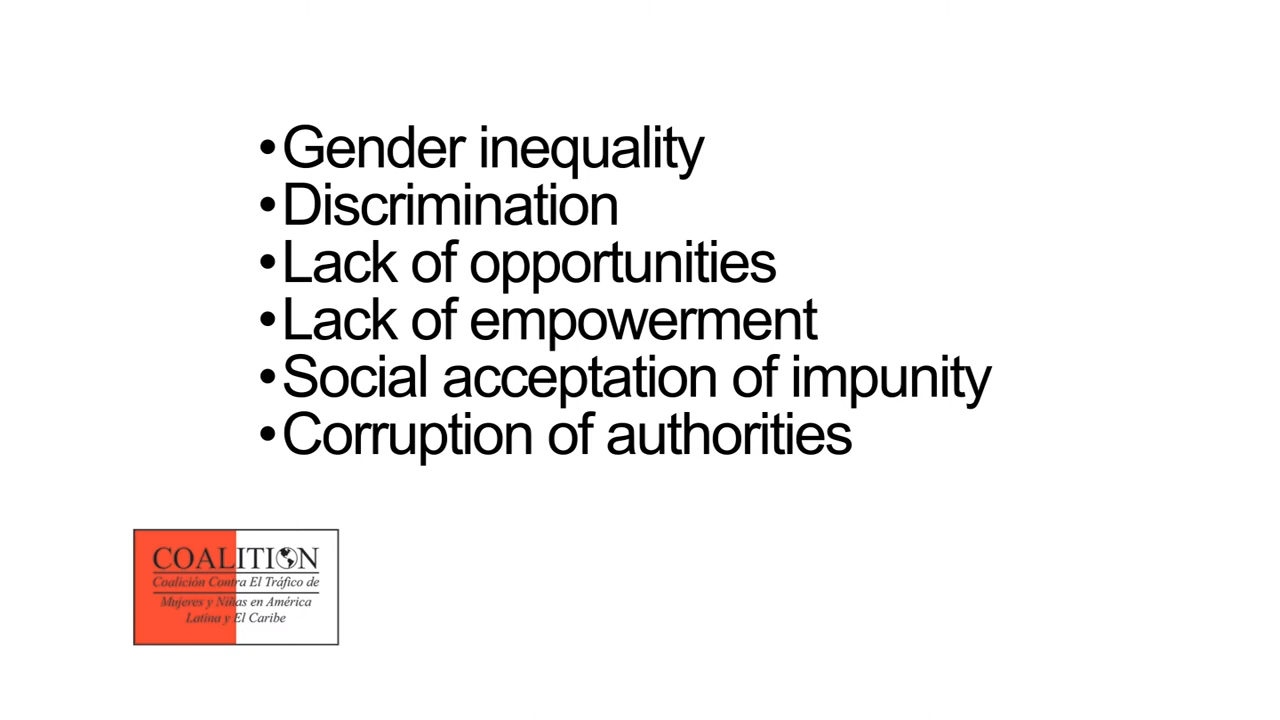 •Gender inequality
•Discrimination
•Lack of opportunities
•Lack of empowerment
•Social acceptation of impunity
•Corruption of authorities
COALITION
Coalición Contra El Tráfico de
Mujeres y Niñas en América
Latina y El Caribe